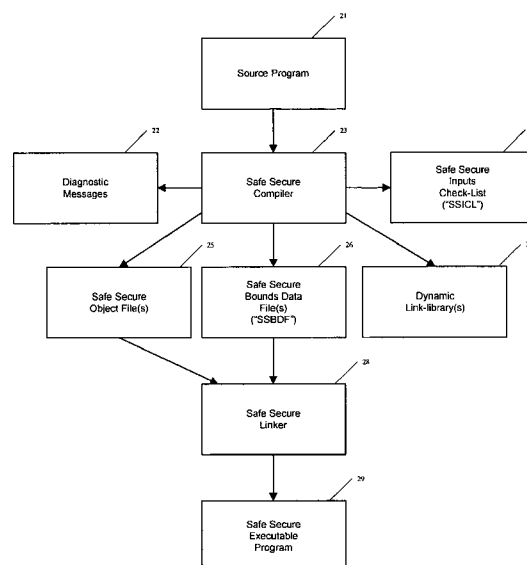 21
Source Program
22
23
Diagnostic
Messages
Safe Secure
Compiler
Safe Secure
Inputs
Check-List
("SSICL")
25
26
Safe Secure
Object File(s)
Safe Secure
Bounds Data
File(s)
("SSBDF")
Dynamic
Link-library(s)
28
Safe Secure
Linker
29
Safe Secure
Executable
Program